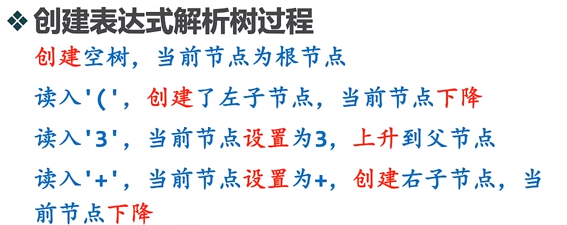 ❖ 创建表达式解析树过程
创建空树，当前节点为根节点
读入'('，创建了左子节点，当前节点下降
读入'3'，当前节点设置为3，上升到父节点
读入'+'，当前节点设置为+，创建右子节点，当
前节点下降